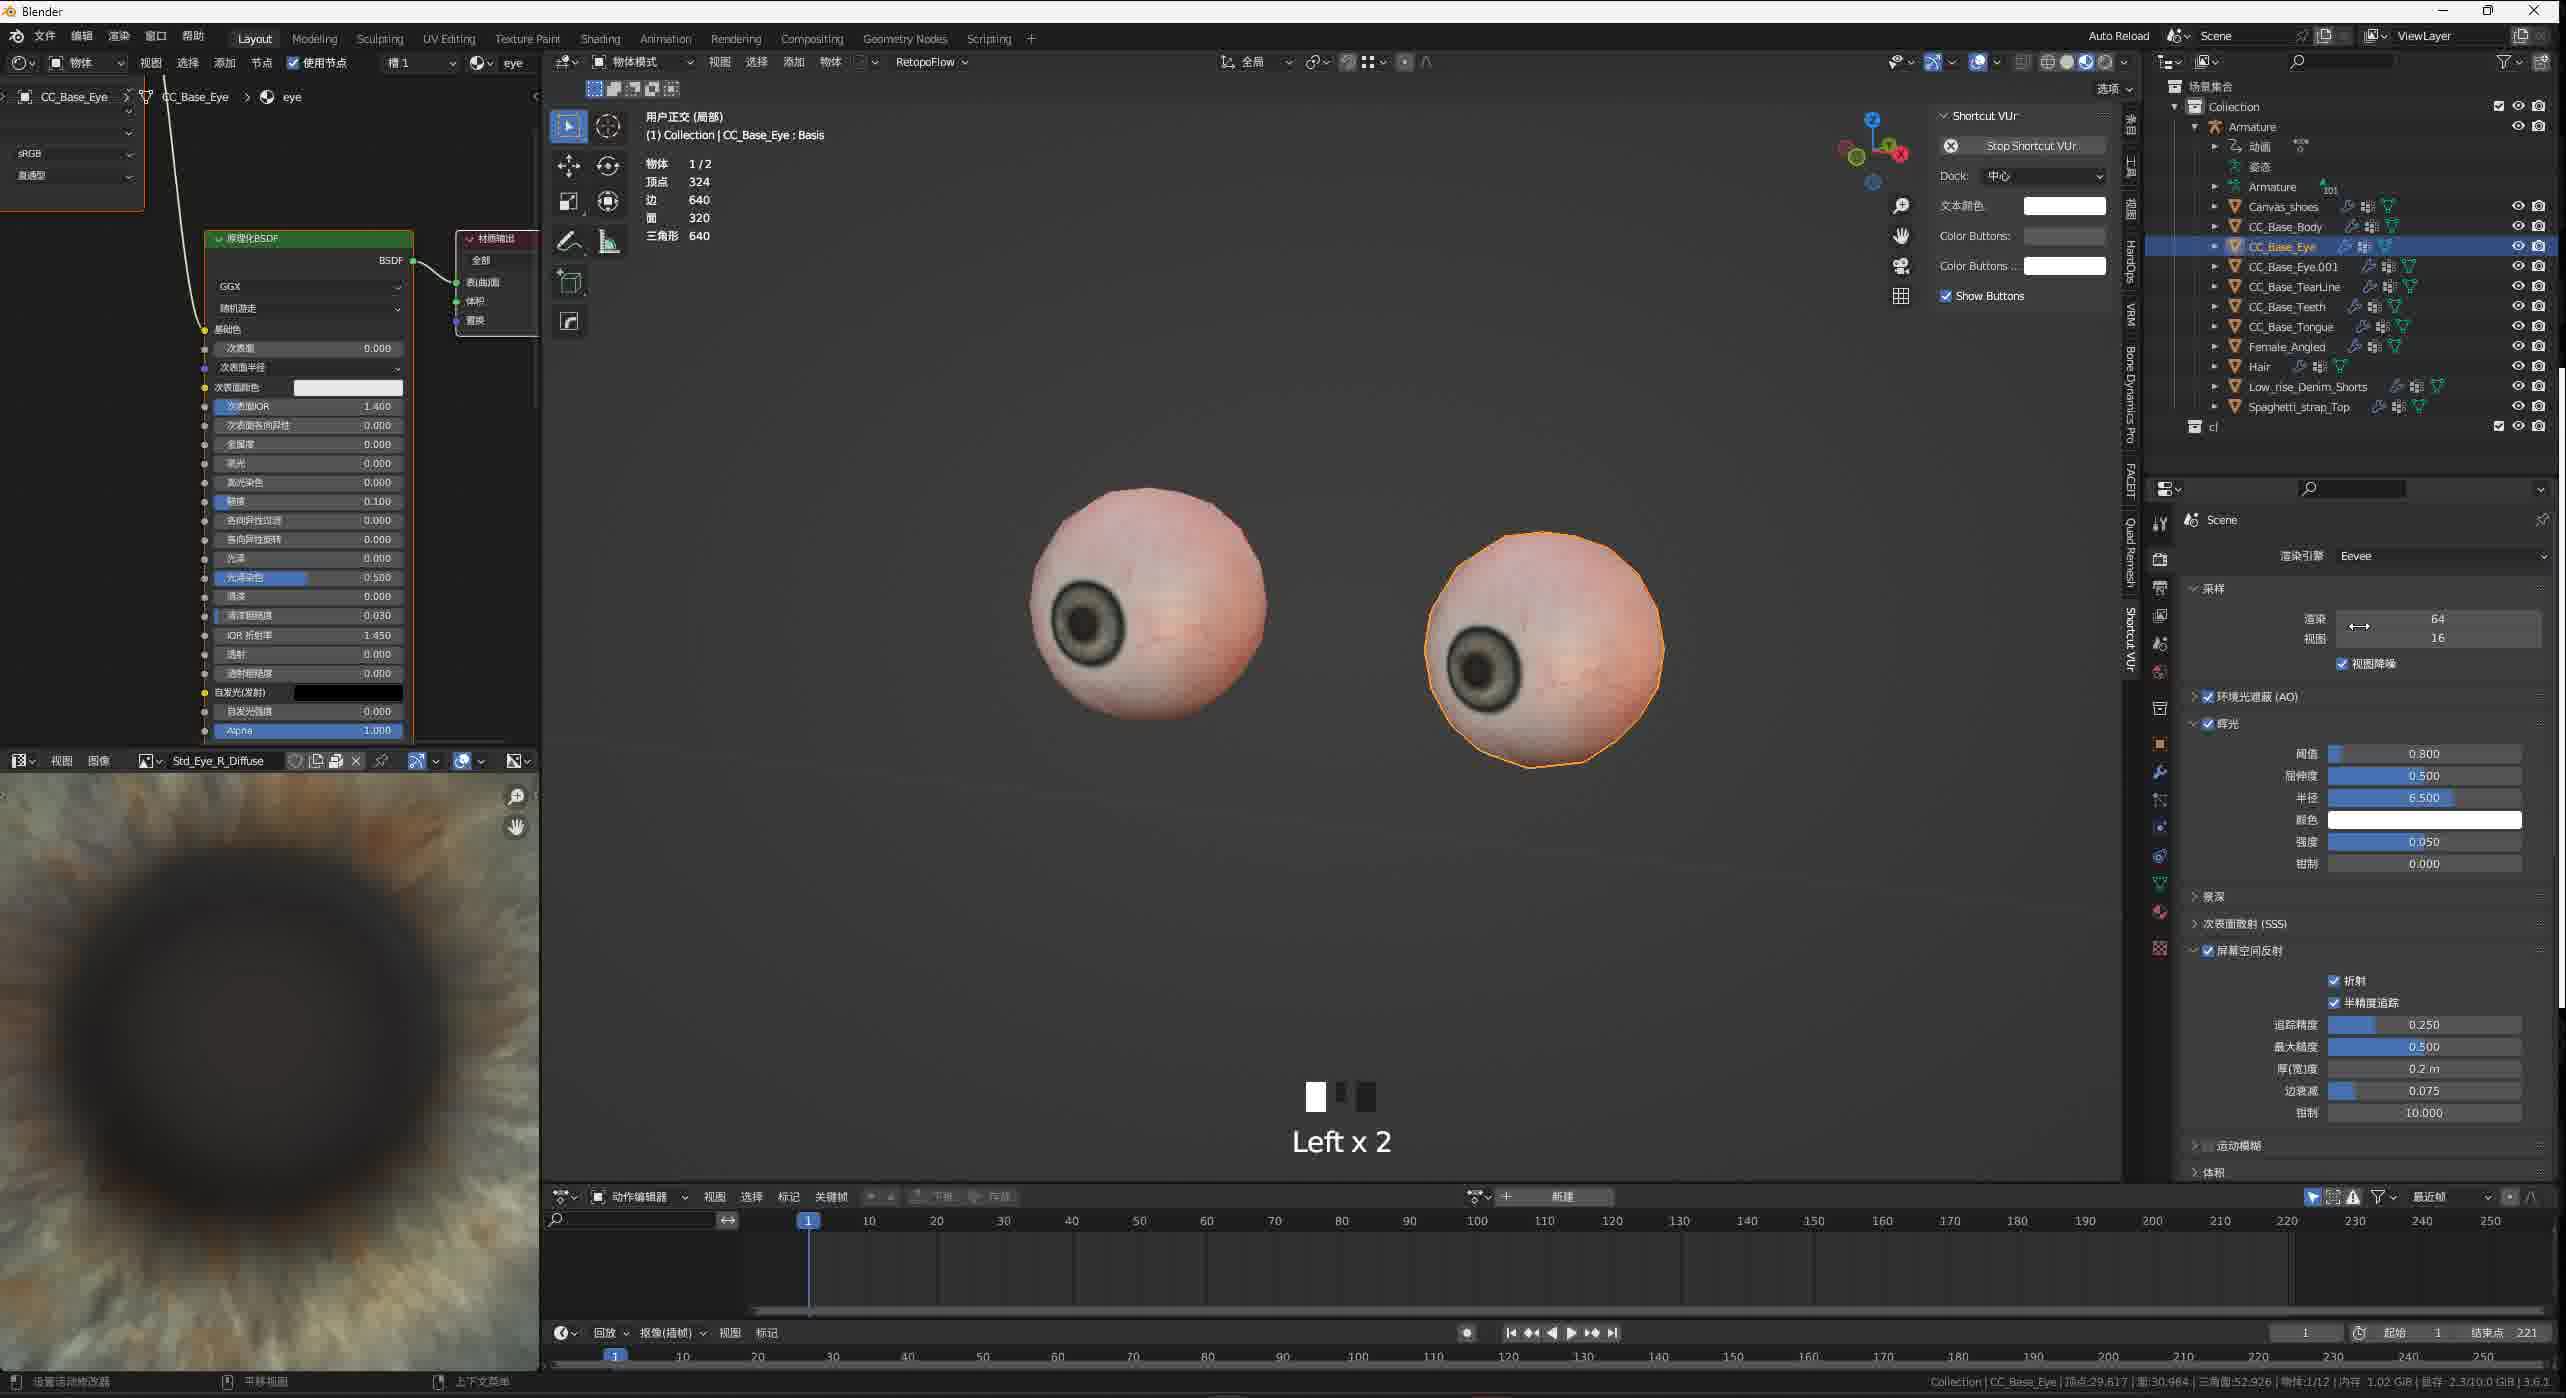 Blender
文件 编辑 渲染 窗口 帮助 Layout Modeling Sculpting UV Editing Texture Paint Shading Animation Rendering Compositing Geometry Nodes Scripting + Auto Reload Scene ViewLayer
物体 视图 选择 添加 节点 使用节点 槽 1 eye
物体模式 视图 选择 添加 物体 RetopoFlow 全局
选项
CC_Base_Eye > CC_Base_Eye > eye
sRGB
直通型
原理化BSDF
BSDF
GGX
随机游走
基础色
次表面 0.000
次表面半径
次表面颜色
次表面IOR 1.400
次表面各向异性 0.000
金属度 0.000
高光 0.000
高光染色 0.000
糙度 0.100
各向异性过滤 0.000
各向异性旋转 0.000
光泽 0.000
光泽染色 0.500
清漆 0.000
清漆粗糙度 0.030
IOR 折射率 1.450
透射 0.000
透射粗糙度 0.000
自发光(发射)
自发光强度 0.000
Alpha 1.000
材质输出
全部
表(曲)面
体积
置换
用户正交 (局部)
(1) Collection | CC_Base_Eye : Basis
物体 1 / 2
顶点 324
边 640
面 320
三角形 640
Shortcut VUr
Stop Shortcut VUr
Dock: 中心
文本颜色
Color Buttons:
Color Buttons ...
Show Buttons
条目
工具
视图
HardOps
VRM
Bone Dynamics Pro
FACEIT
Quad Remesh
Shortcut VUr
Left x 2
场景集合
Collection
Armature
动画
姿态
Armature 101
Canvas_shoes
CC_Base_Body
CC_Base_Eye
CC_Base_Eye.001
CC_Base_TearLine
CC_Base_Teeth
CC_Base_Tongue
Female_Angled
Hair
Low_rise_Denim_Shorts
Spaghetti_strap_Top
cl
Scene
渲染引擎 Eevee
采样
渲染 64
视图 16
视图降噪
环境光遮蔽 (AO)
辉光
阈值 0.800
屈伸度 0.500
半径 6.500
颜色
强度 0.050
钳制 0.000
景深
次表面散射 (SSS)
屏幕空间反射
折射
半精度追踪
追踪精度 0.250
最大糙度 0.500
厚(宽)度 0.2 m
边衰减 0.075
钳制 10.000
运动模糊
体积
视图 图像 Std_Eye_R_Diffuse
动作编辑器 视图 选择 标记 关键帧 下推 存放 新建 最近帧
1 10 20 30 40 50 60 70 80 90 100 110 120 130 140 150 160 170 180 190 200 210 220 230 240 250
回放 抠像(插帧) 视图 标记 1 起始 1 结束点 221
1 10 20 30 40 50 60 70 80 90 100 110 120 130 140 150 160 170 180 190 200 210 220 230 240 250
设置活动修改器 平移视图 上下文菜单 Collection | CC_Base_Eye | 顶点:29,617 | 面:30,964 | 三角面:52,926 | 物体:1/12 | 内存: 1.02 GiB | 显存: 2.3/10.0 GiB | 3.6.1